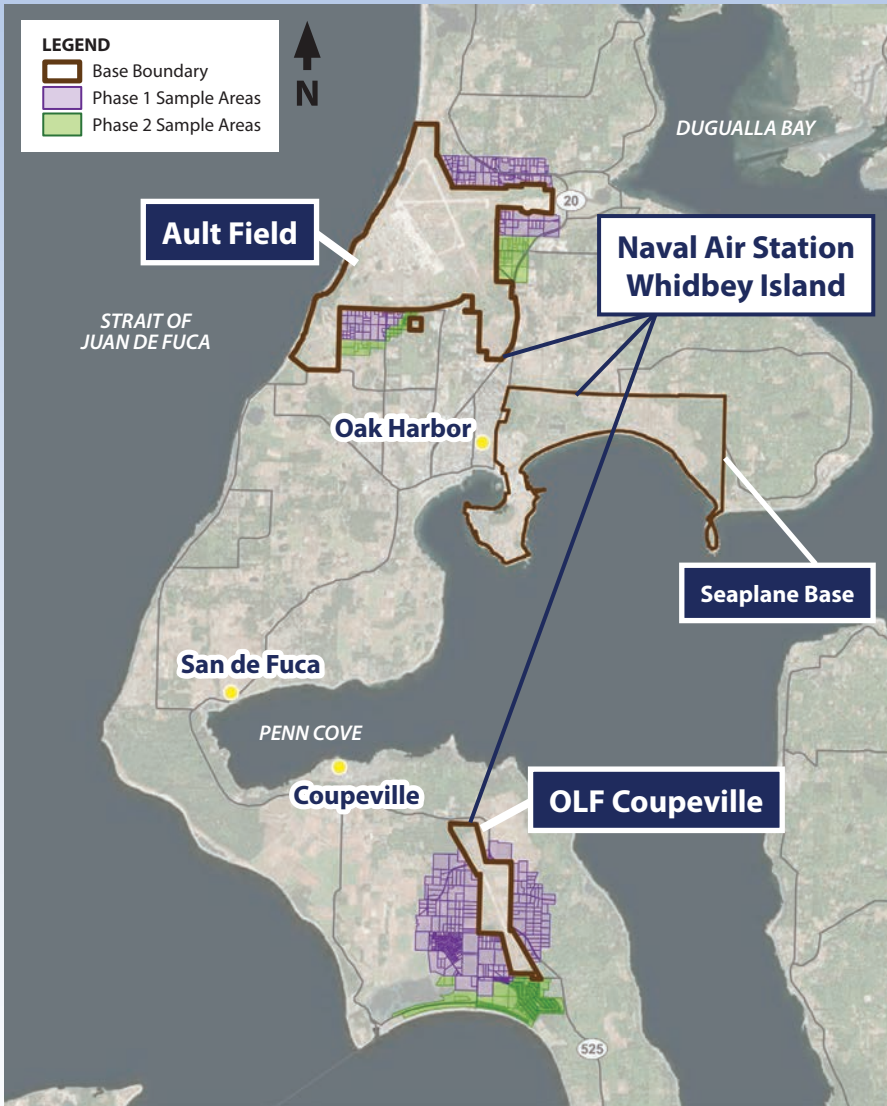 LEGEND
Base Boundary
Phase 1 Sample Areas
Phase 2 Sample Areas
N
DUGUALLA BAY
20
Ault Field
Naval Air Station
Whidbey Island
STRAIT OF
JUAN DE FUCA
Oak Harbor
Seaplane Base
San de Fuca
PENN COVE
Coupeville
OLF Coupeville
525